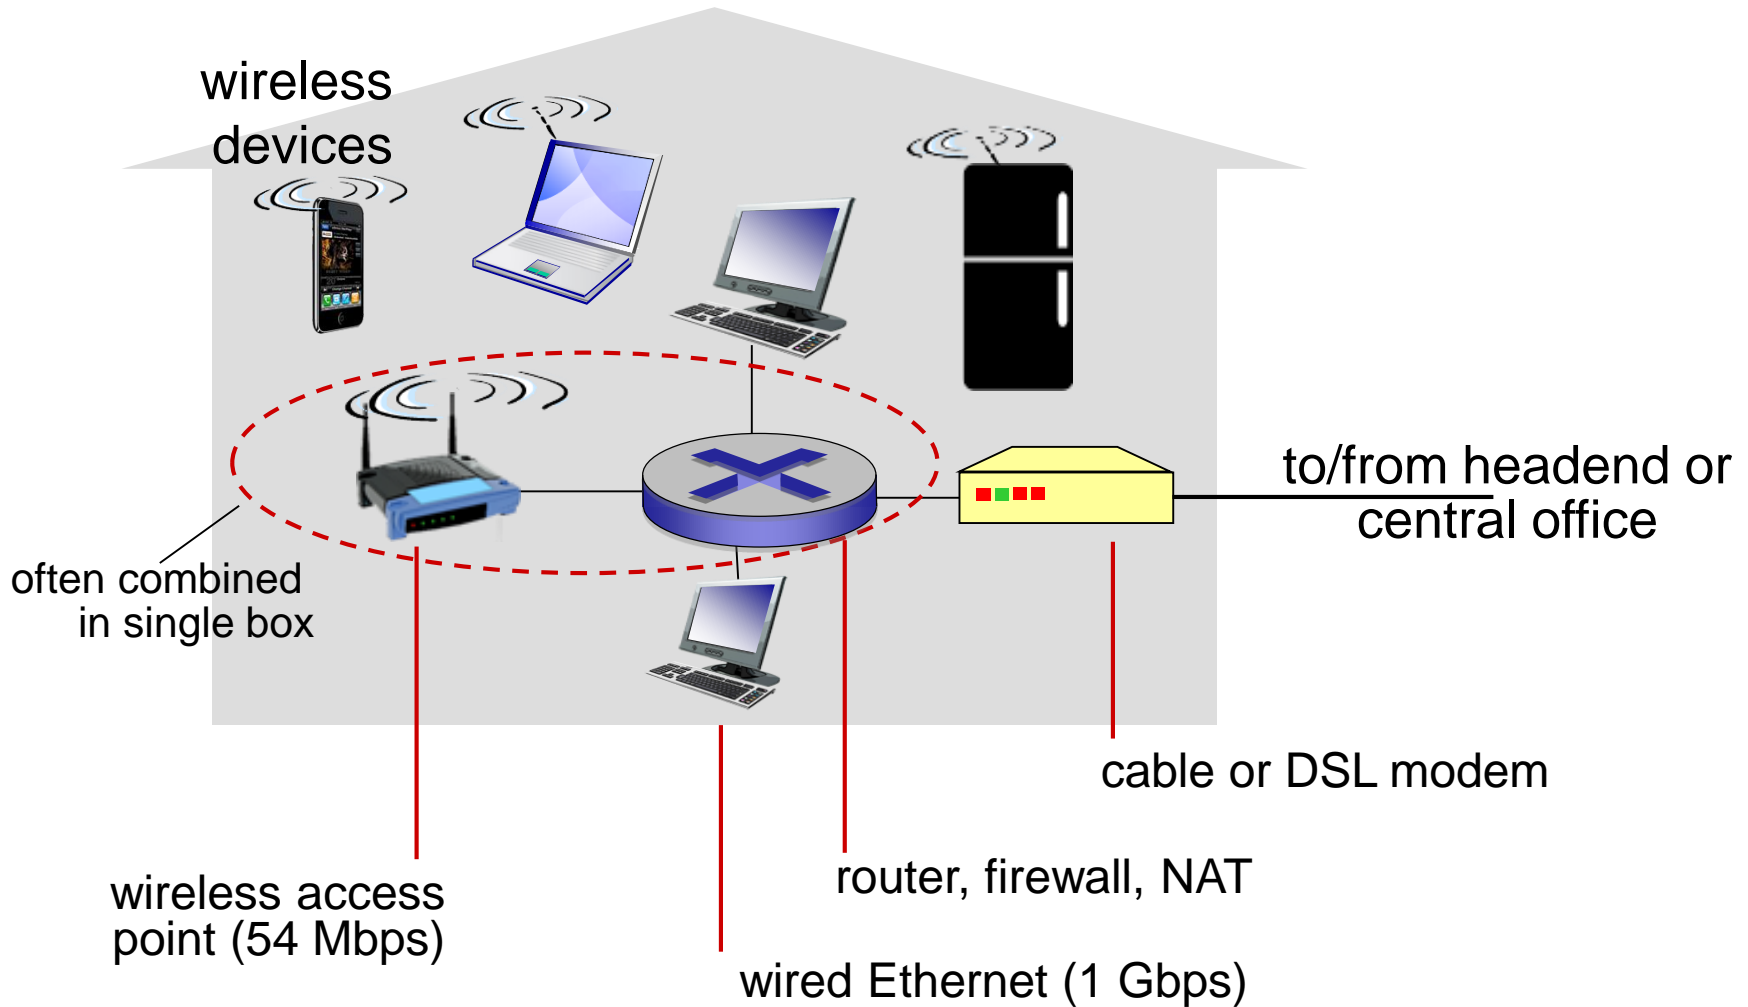 wireless
devices
to/from headend or
central office
often combined
in single box
cable or DSL modem
router, firewall, NAT
wireless access
point (54 Mbps)
wired Ethernet (1 Gbps)